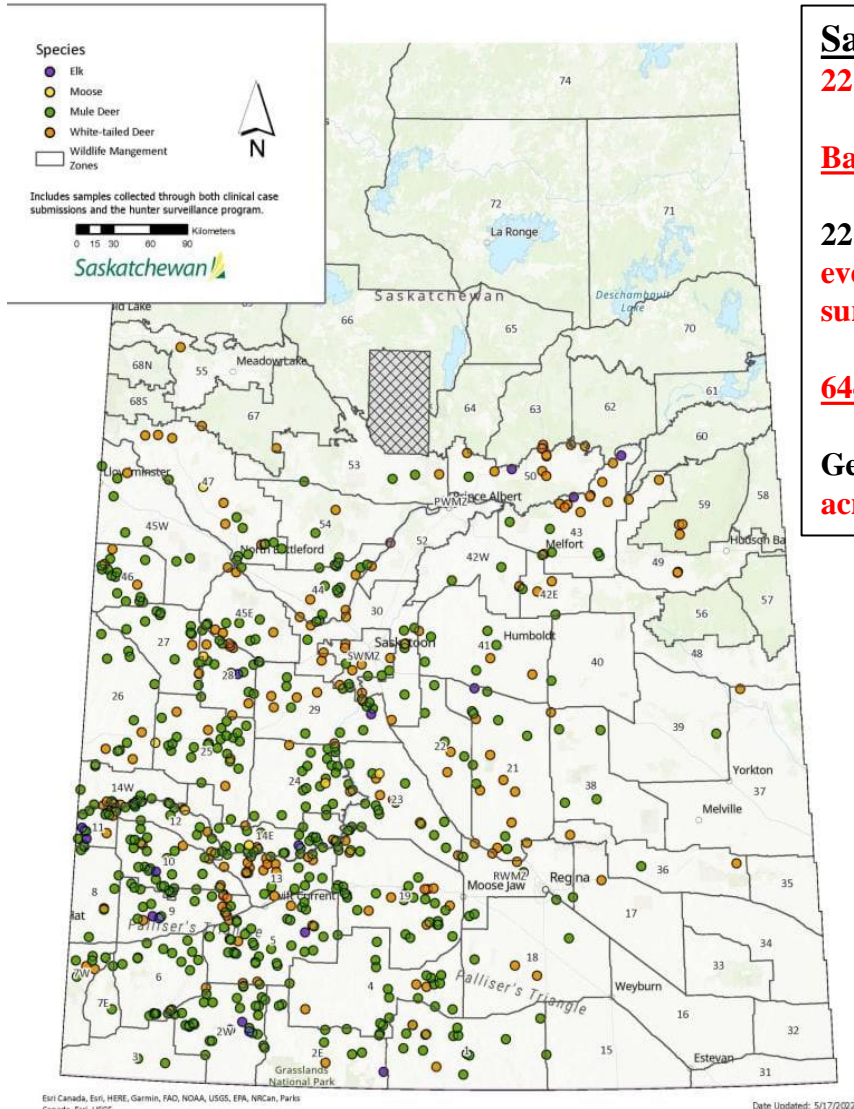 Species
Elk
Moose
Mule Deer
White-tailed Deer
Wildlife Mangement
Zones
N
Includes samples collected through both clinical case
submissions and the hunter surveillance program.
Kilometers
0 15 30 60 90
Saskatchewan
Sa
22
Ba
22
eve
sur
64
Ge
acr
74
72
71
La Ronge
Saskatchewan
Deschambault
Lake
66
65
70
68N
55
Meadow Lake
68S
67
64
63
62
61
60
53
50
59
58
Lloydminster
47
Prince Albert
PWMZ
54
43
45W
52
Melfort
Hudson Ba
North Battleford
42W
49
46
44
42E
57
56
45E
30
48
27
Saskatoon
41
Humboldt
SWMZ
40
28
26
29
39
25
22
21
24
38
Yorkton
37
14W
23
Melville
12
11
14E
10
36
13
RWMZ
Regina
35
Moose Jaw
8
19
Swift Current
9
17
Hat
Palliser's Triangle
34
5
18
33
7W
6
4
Palliser's Triangle
Weyburn
7E
16
2W
32
15
3
2E
1
Estevan
Grasslands
National Park
31
Esri Canada, Esri, HERE, Garmin, FAO, NOAA, USGS, EPA, NRCan, Parks
Canada, Esri, USGS
Date Updated: 5/17/2022